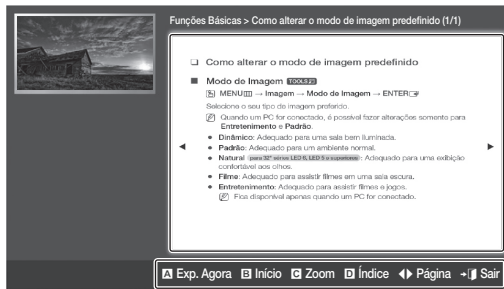 Funções Básicas > Como alterar o modo de imagem predefinido (1/1)
❑ Como alterar o modo de imagem predefinido
■ Modo de Imagem TOOLS
MENU → Imagem → Modo de Imagem → ENTER
Selecione o seu tipo de imagem preferido.
Quando um PC for conectado, é possível fazer alterações somente para
Entretenimento e Padrão.
• Dinâmico: Adequado para uma sala bem iluminada.
• Padrão: Adequado para um ambiente normal.
• Natural para 32" séries LED 6, LED 5 e superiores : Adequado para uma exibição
confortável aos olhos.
• Filme: Adequado para assistir filmes em uma sala escura.
• Entretenimento: Adequado para assistir filmes e jogos.
Fica disponível apenas quando um PC for conectado.
◀ ▶
A Exp. Agora B Início C Zoom D Índice ◀▶ Página Sair